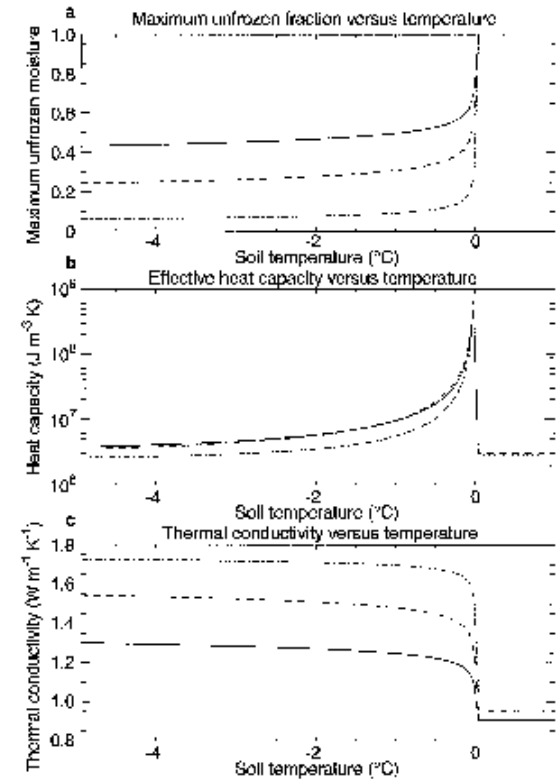 a
Maximum unfrozen fraction versus temperature
Maximum unfrozen moisture
1.0
0.8
0.6
0.4
0.2
0
-4 -2 0
Soil temperature (°C)
b
Effective heat capacity versus temperature
Heat capacity (J m⁻³ K)
10⁸
10⁷
-4 -2 0
Soil temperature (°C)
c
Thermal conductivity versus temperature
Thermal conductivity (W m⁻¹ K⁻¹)
1.8
1.6
1.4
1.2
1.0
0.8
-4 -2 0
Soil temperature (°C)